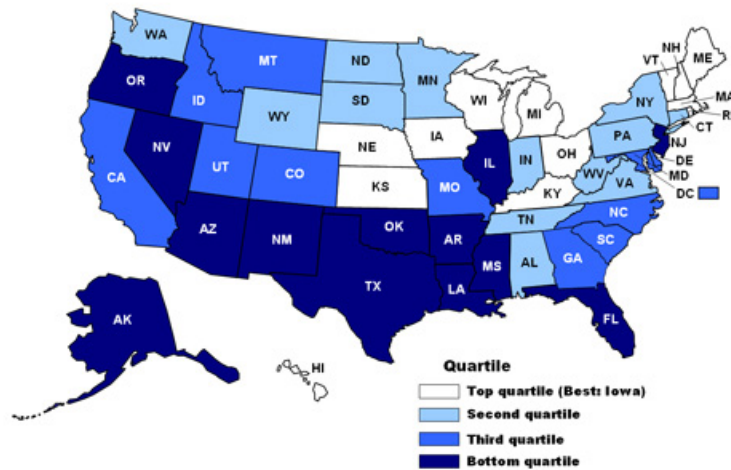 WA
MT
ND
MN
VT
NH
ME
OR
ID
WY
SD
WI
MI
NY
MA
R
CT
NV
UT
CO
NE
IA
IL
IN
OH
PA
NJ
DE
MD
DC
CA
KS
MO
KY
WV
VA
AZ
NM
OK
AR
TN
NC
SC
TX
LA
MS
AL
GA
FL
AK
HI
Quartile
Top quartile (Best: Iowa)
Second quartile
Third quartile
Bottom quartile